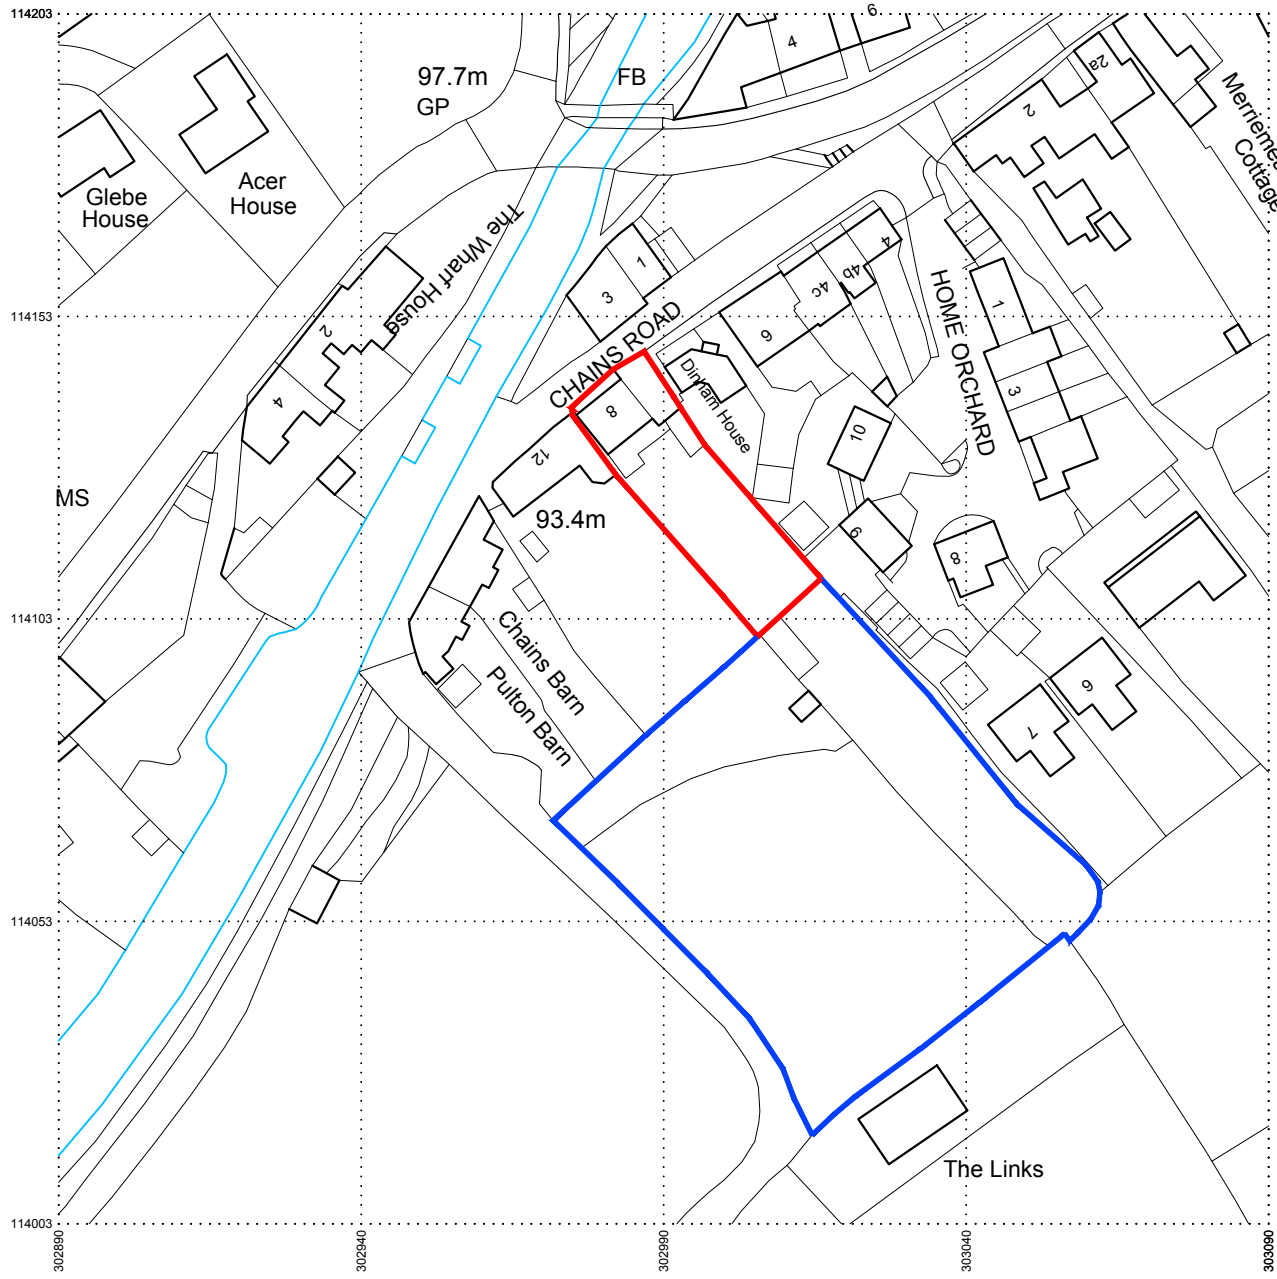 114203
6
4
97.7m
FB
2a
GP
2
Merriemea
Cottage
Acer
House
Glebe
House
The Wharf House
1
4
4b
4c
3
HOME ORCHARD
1
114153
2
6
CHAINS ROAD
Dinham House
3
4
8
10
12
MS
93.4m
9
8
114103
Chains Barn
Pulton Barn
6
7
114053
The Links
114003
302890
302940
302990
303040
303090